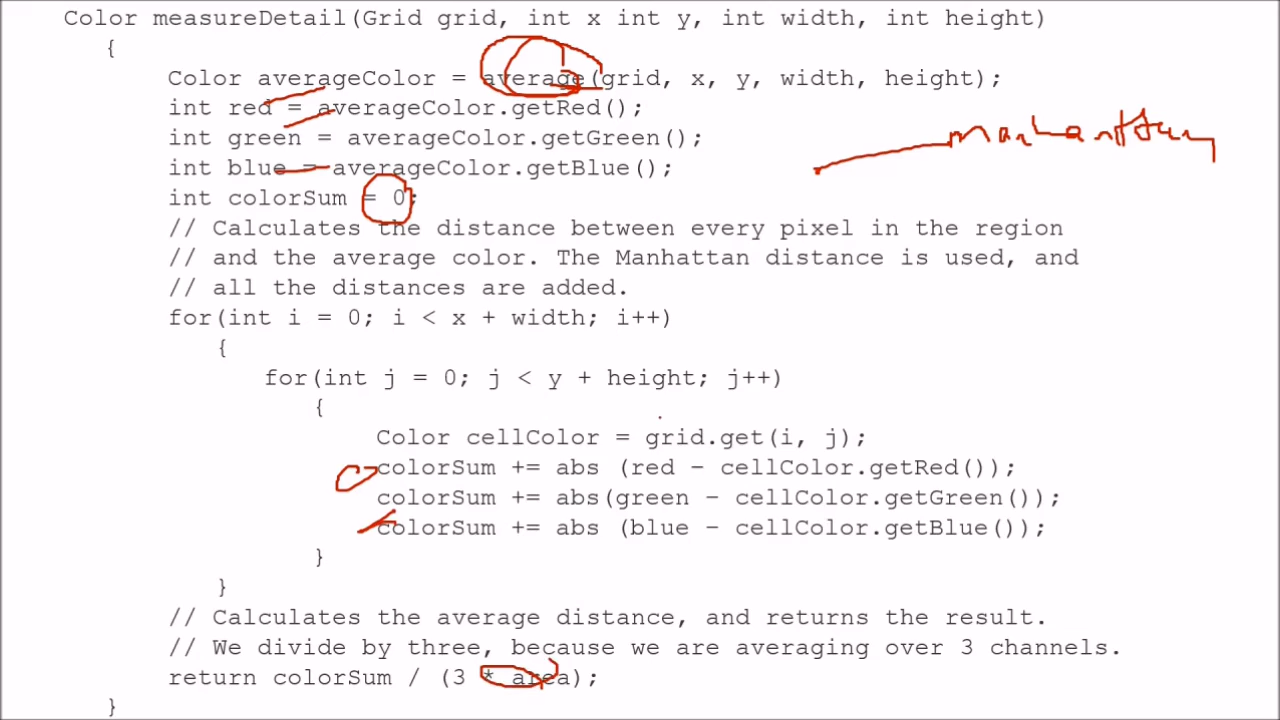 Color measureDetail(Grid grid, int x int y, int width, int height)
{
Color averageColor = average(grid, x, y, width, height);
int red = averageColor.getRed();
int green = averageColor.getGreen();
int blue = averageColor.getBlue();
int colorSum = 0;
// Calculates the distance between every pixel in the region
// and the average color. The Manhattan distance is used, and
// all the distances are added.
for(int i = 0; i < x + width; i++)
{
for(int j = 0; j < y + height; j++)
{
Color cellColor = grid.get(i, j);
colorSum += abs (red - cellColor.getRed());
colorSum += abs(green - cellColor.getGreen());
colorSum += abs (blue - cellColor.getBlue());
}
}
// Calculates the average distance, and returns the result.
// We divide by three, because we are averaging over 3 channels.
return colorSum / (3 * area);
}